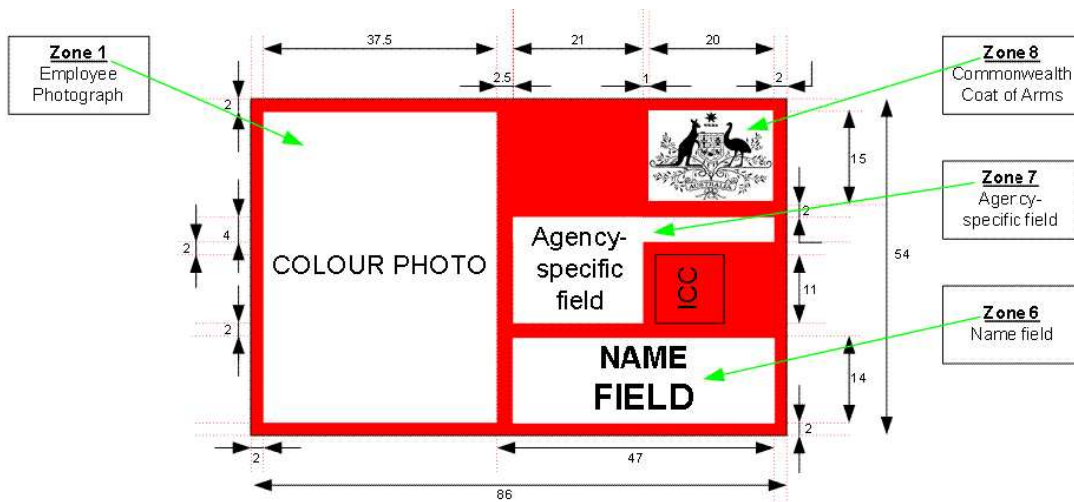 37.5
21
20
2.5
1
2
Zone 1
Employee
Photograph
Zone 8
Commonwealth
Coat of Arms
2
15
AUSTRALIA
Zone 7
Agency-
specific field
2
4
2
Agency-
specific
field
COLOUR PHOTO
ICC
54
11
Zone 6
Name field
2
NAME
FIELD
14
2
2
47
86